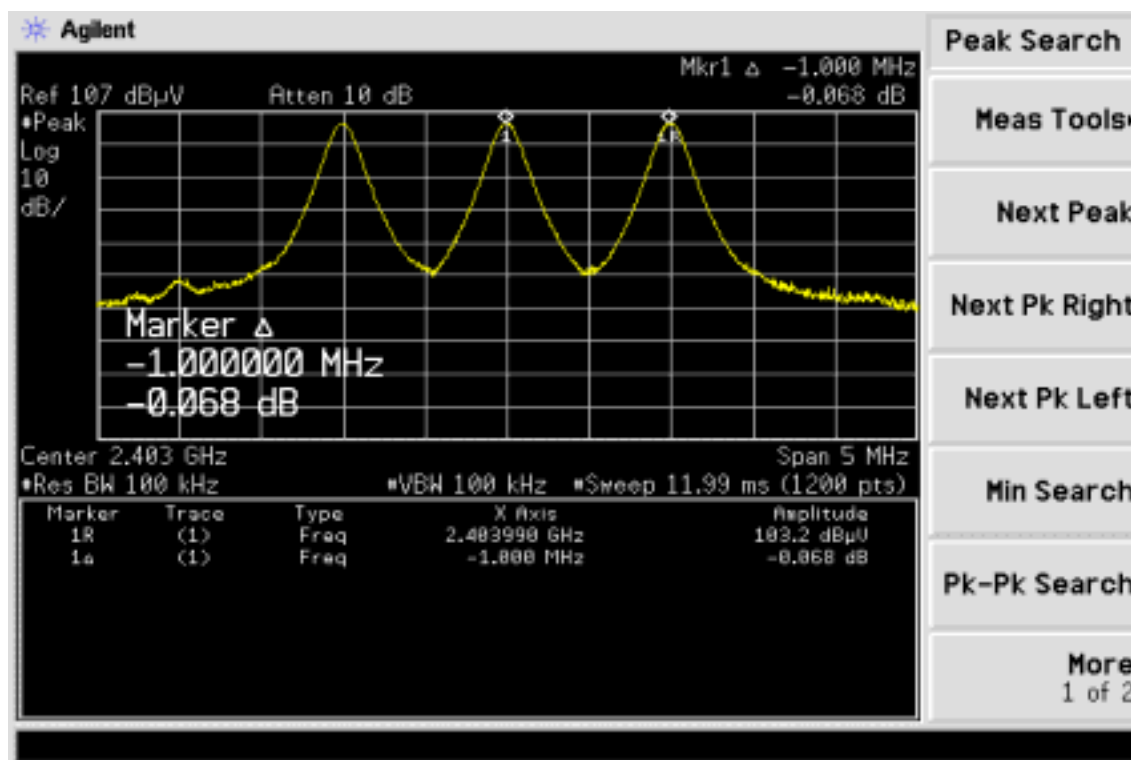 Agilent
Peak Search
Mkr1 Δ -1.000 MHz
Ref 107 dBµV Atten 10 dB -0.068 dB
#Peak
Log
10
dB/
1
1R
Marker Δ
-1.000000 MHz
-0.068 dB
Center 2.403 GHz Span 5 MHz
#Res BW 100 kHz #VBW 100 kHz #Sweep 11.99 ms (1200 pts)
Marker Trace Type X Axis Amplitude
1R (1) Freq 2.403990 GHz 103.2 dBµV
1Δ (1) Freq -1.000 MHz -0.068 dB
Meas Tools
Next Peak
Next Pk Right
Next Pk Left
Min Search
Pk-Pk Search
More
1 of 2